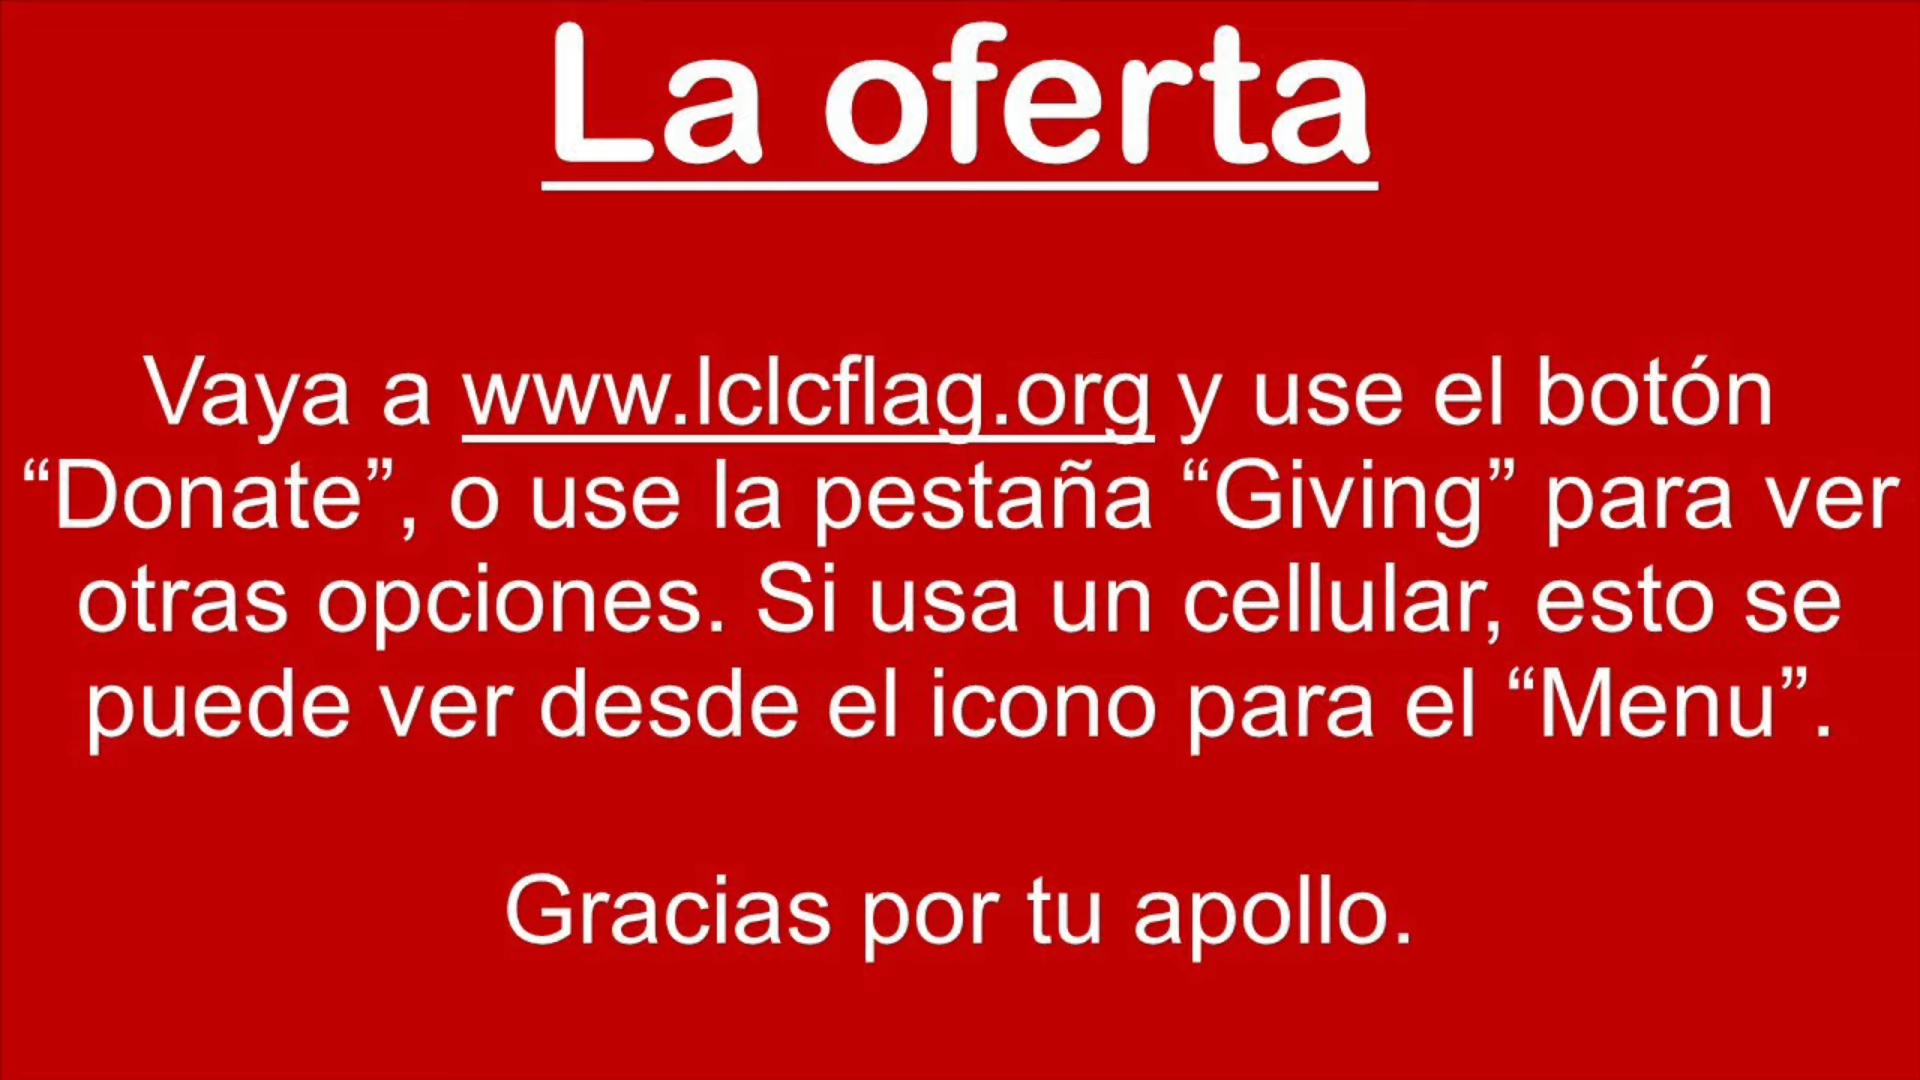 La oferta
Vaya a www.lclcflag.org y use el botón
“Donate”, o use la pestaña “Giving” para ver
otras opciones. Si usa un cellular, esto se
puede ver desde el icono para el “Menu”.
Gracias por tu apollo.